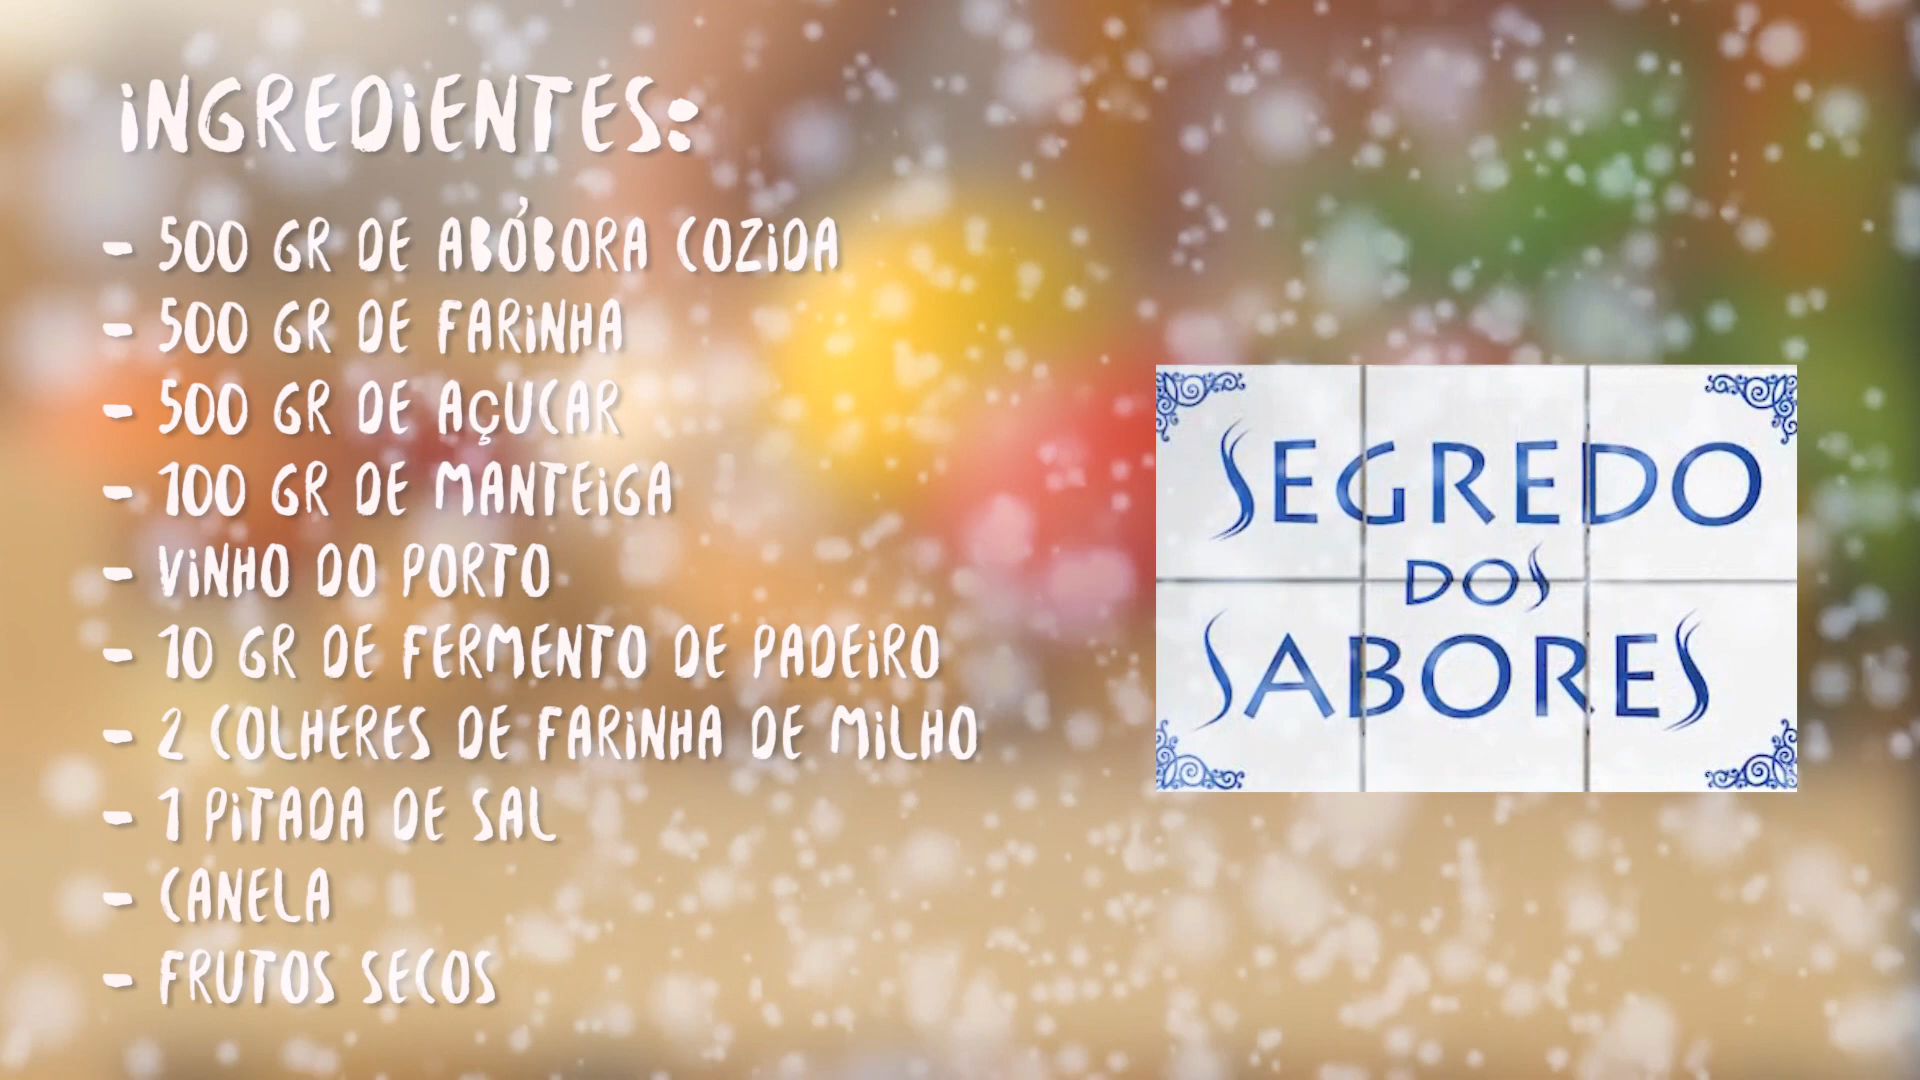 iNGREDiENTES:
- 500 GR DE ABÓBORA COZiDA
- 500 GR DE FARiNHA
- 500 GR DE AÇUCAR
- 100 GR DE MANTEiGA
- ViNHO DO PORTO
- 10 GR DE FERMENTO DE PADEiRO
- 2 COLHERES DE FARiNHA DE MiLHO
- 1 PiTADA DE SAL
- CANELA
- FRUTOS SECOS
SEGREDO
DOS
SABORES